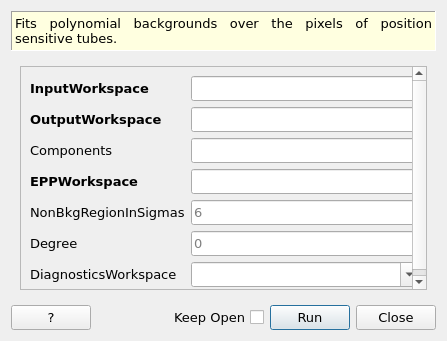 Fits polynomial backgrounds over the pixels of position
sensitive tubes.
InputWorkspace
OutputWorkspace
Components
EPPWorkspace
NonBkgRegionInSigmas 6
Degree 0
DiagnosticsWorkspace
? Keep Open Run Close